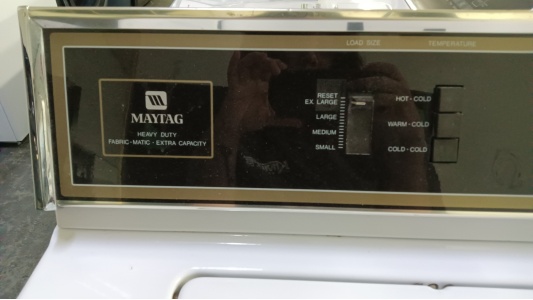 LOAD SIZE
TEMPERATURE
MAYTAG
HEAVY DUTY
FABRIC-MATIC - EXTRA CAPACITY
RESET
EX. LARGE
LARGE
MEDIUM
SMALL
HOT-COLD
WARM-COLD
COLD-COLD